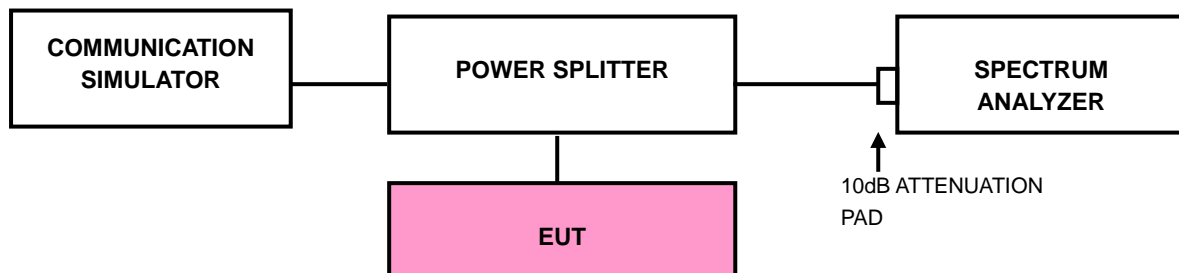 COMMUNICATION
SIMULATOR
POWER SPLITTER
SPECTRUM
ANALYZER
10dB ATTENUATION
PAD
EUT